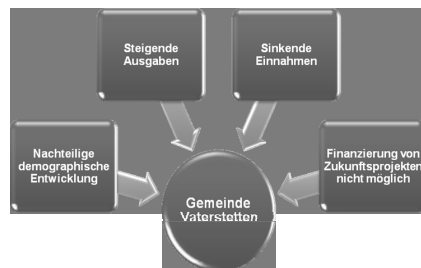 Steigende
Ausgaben
Sinkende
Einnahmen
Nachteilige
demographische
Entwicklung
Finanzierung von
Zukunftsprojekten
nicht möglich
Gemeinde
Vaterstetten